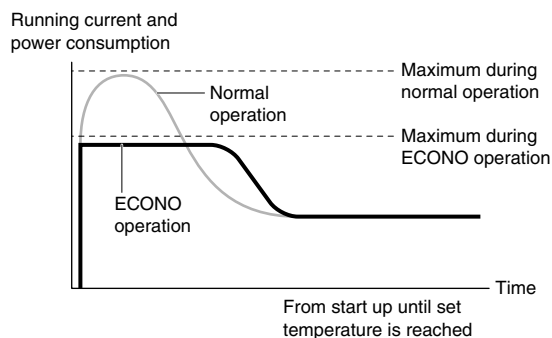 Running current and
power consumption
Maximum during
normal operation
Normal
operation
Maximum during
ECONO operation
ECONO
operation
Time
From start up until set
temperature is reached